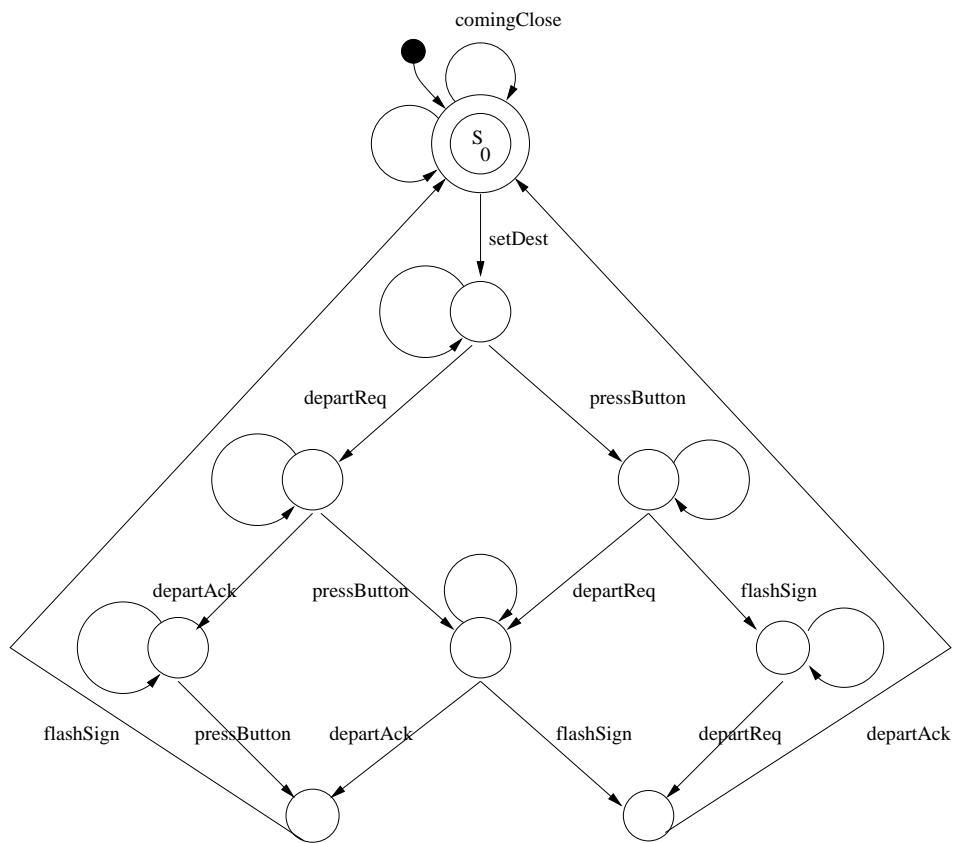 comingClose
S
0
setDest
departReq
pressButton
departAck
pressButton
departReq
flashSign
flashSign
pressButton
departAck
flashSign
departReq
departAck